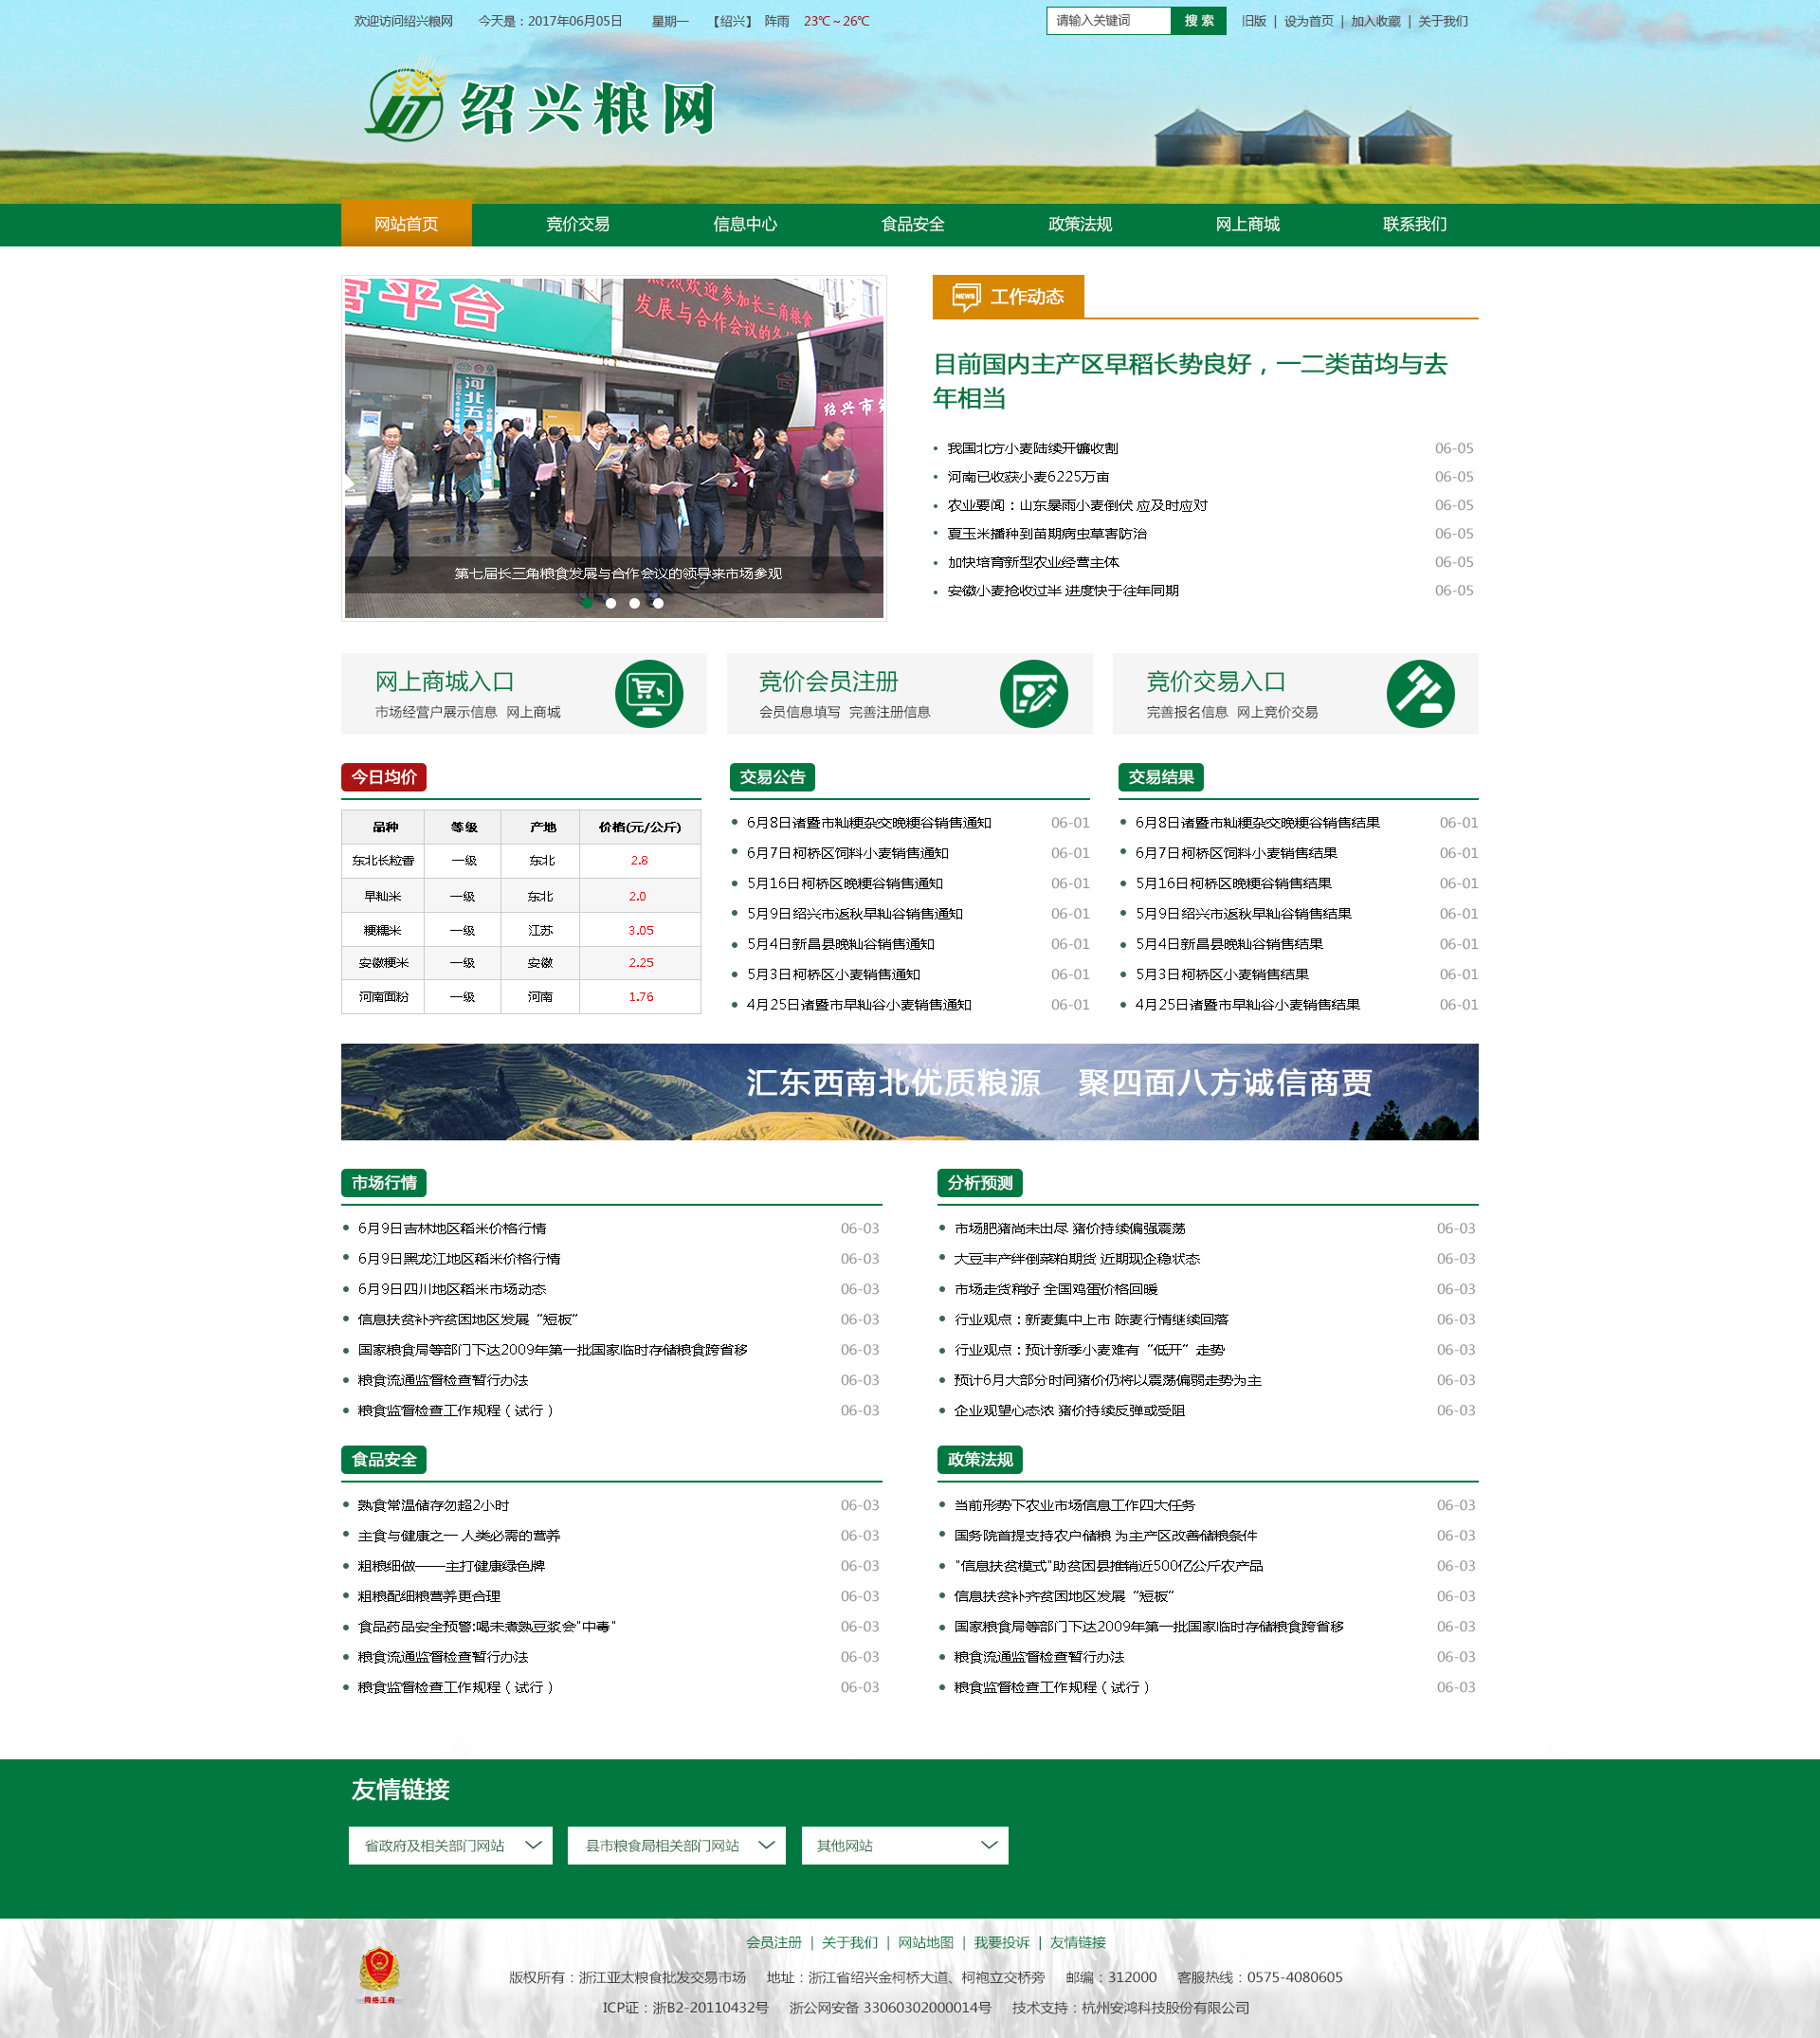 欢迎访问绍兴粮网 今天是：2017年06月05日 星期一 【绍兴】 阵雨 23℃~26℃
请输入关键词 搜 索 旧版 | 设为首页 | 加入收藏 | 关于我们
绍兴粮网
网站首页 竞价交易 信息中心 食品安全 政策法规 网上商城 联系我们
官平台
热烈欢迎参加长三角粮食
发展与合作会议的各位
河北五
绍兴市
第七届长三角粮食发展与合作会议的领导来市场参观
NEWS 工作动态
目前国内主产区早稻长势良好，一二类苗均与去
年相当
我国北方小麦陆续开镰收割 06-05
河南已收获小麦6225万亩 06-05
农业要闻：山东暴雨小麦倒伏 应及时应对 06-05
夏玉米播种到苗期病虫草害防治 06-05
加快培育新型农业经营主体 06-05
安徽小麦抢收过半 进度快于往年同期 06-05
网上商城入口
市场经营户展示信息 网上商城
竞价会员注册
会员信息填写 完善注册信息
竞价交易入口
完善报名信息 网上竞价交易
今日均价
品种 等级 产地 价格(元/公斤)
东北长粒香 一级 东北 2.8
早籼米 一级 东北 2.0
粳糯米 一级 江苏 3.05
安徽粳米 一级 安徽 2.25
河南面粉 一级 河南 1.76
交易公告
6月8日诸暨市籼粳杂交晚粳谷销售通知 06-01
6月7日柯桥区饲料小麦销售通知 06-01
5月16日柯桥区晚粳谷销售通知 06-01
5月9日绍兴市返秋早籼谷销售通知 06-01
5月4日新昌县晚籼谷销售通知 06-01
5月3日柯桥区小麦销售通知 06-01
4月25日诸暨市早籼谷小麦销售通知 06-01
交易结果
6月8日诸暨市籼粳杂交晚粳谷销售结果 06-01
6月7日柯桥区饲料小麦销售结果 06-01
5月16日柯桥区晚粳谷销售结果 06-01
5月9日绍兴市返秋早籼谷销售结果 06-01
5月4日新昌县晚籼谷销售结果 06-01
5月3日柯桥区小麦销售结果 06-01
4月25日诸暨市早籼谷小麦销售结果 06-01
汇东西南北优质粮源 聚四面八方诚信商贾
市场行情
6月9日吉林地区稻米价格行情 06-03
6月9日黑龙江地区稻米价格行情 06-03
6月9日四川地区稻米市场动态 06-03
信息扶贫补齐贫困地区发展“短板” 06-03
国家粮食局等部门下达2009年第一批国家临时存储粮食跨省移 06-03
粮食流通监督检查暂行办法 06-03
粮食监督检查工作规程（试行） 06-03
分析预测
市场肥猪尚未出尽 猪价持续偏强震荡 06-03
大豆丰产绊倒菜粕期货 近期现企稳状态 06-03
市场走货稍好 全国鸡蛋价格回暖 06-03
行业观点：新麦集中上市 陈麦行情继续回落 06-03
行业观点：预计新季小麦难有“低开”走势 06-03
预计6月大部分时间猪价仍将以震荡偏弱走势为主 06-03
企业观望心态浓 猪价持续反弹或受阻 06-03
食品安全
熟食常温储存勿超2小时 06-03
主食与健康之一 人类必需的营养 06-03
粗粮细做——主打健康绿色牌 06-03
粗粮配细粮营养更合理 06-03
食品药品安全预警:喝未煮熟豆浆会"中毒" 06-03
粮食流通监督检查暂行办法 06-03
粮食监督检查工作规程（试行） 06-03
政策法规
当前形势下农业市场信息工作四大任务 06-03
国务院首提支持农户储粮 为主产区改善储粮条件 06-03
"信息扶贫模式"助贫困县推销近500亿公斤农产品 06-03
信息扶贫补齐贫困地区发展“短板” 06-03
国家粮食局等部门下达2009年第一批国家临时存储粮食跨省移 06-03
粮食流通监督检查暂行办法 06-03
粮食监督检查工作规程（试行） 06-03
友情链接
省政府及相关部门网站 县市粮食局相关部门网站 其他网站
会员注册 | 关于我们 | 网站地图 | 我要投诉 | 友情链接
版权所有：浙江亚太粮食批发交易市场 地址：浙江省绍兴金柯桥大道、柯袍立交桥旁 邮编：312000 客服热线：0575-4080605
ICP证：浙B2-20110432号 浙公网安备 33060302000014号 技术支持：杭州安鸿科技股份有限公司
网络工商